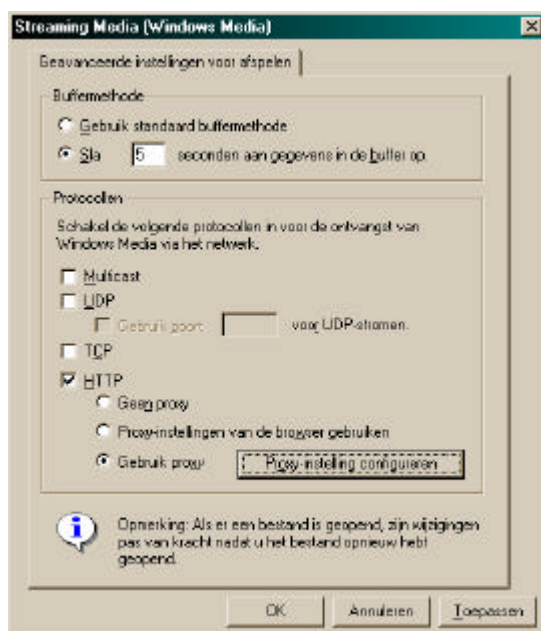 Streaming Media (Windows Media)
Geavanceerde instellingen voor afspelen
Buffermethode
Gebruik standaard buffermethode
Sla 5 seconden aan gegevens in de buffer op.
Protocollen
Schakel de volgende protocollen in voor de ontvangst van
Windows Media via het netwerk.
Multicast
UDP
Gebruik poort voor UDP-stromen.
TCP
HTTP
Geen proxy
Proxy-instellingen van de browser gebruiken
Gebruik proxy Proxy-instelling configureren
Opmerking: Als er een bestand is geopend, zijn wijzigingen
pas van kracht nadat u het bestand opnieuw hebt
geopend.
OK Annuleren Toepassen